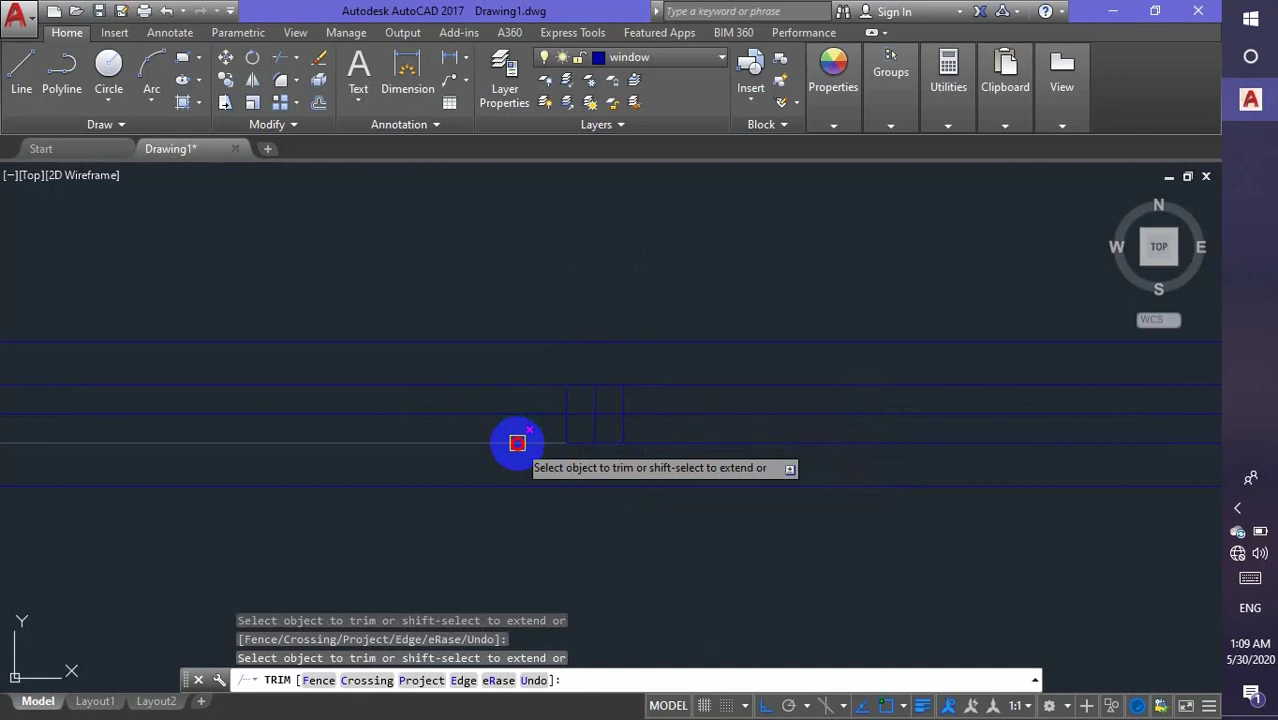 Autodesk AutoCAD 2017 Drawing1.dwg
Type a keyword or phrase
Sign In
Home Insert Annotate Parametric View Manage Output Add-ins A360 Express Tools Featured Apps BIM 360 Performance
window
Line Polyline Circle Arc Text Dimension Layer Properties Insert Properties Groups Utilities Clipboard View
Draw Modify Annotation Layers Block
Start Drawing1*
[−][Top][2D Wireframe]
N
W TOP E
S
WCS
Select object to trim or shift-select to extend or
Select object to trim or shift-select to extend or
[Fence/Crossing/Project/Edge/eRase/Undo]:
Select object to trim or shift-select to extend or
TRIM [Fence Crossing Project Edge eRase Undo]:
Y
X
Model Layout1 Layout2
MODEL 1:1
ENG
1:09 AM
5/30/2020